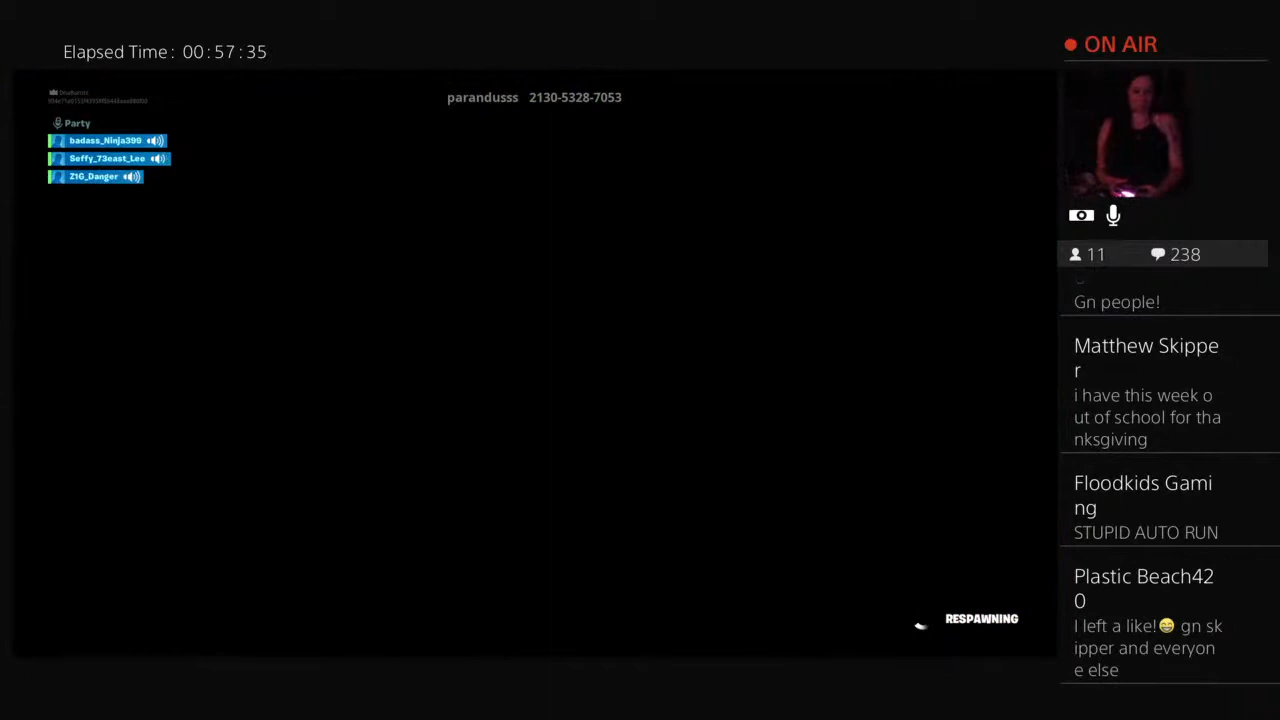 Elapsed Time: 00:57:35
ON AIR
parandusss 2130-5328-7053
Party
badass_Ninja399
Seffy_73east_Lee
Z1G_Danger
11
238
Gn people!
Matthew Skippe
r
i have this week o
ut of school for tha
nksgiving
Floodkids Gami
ng
STUPID AUTO RUN
Plastic Beach42
0
I left a like!😁 gn sk
ipper and everyon
e else
RESPAWNING